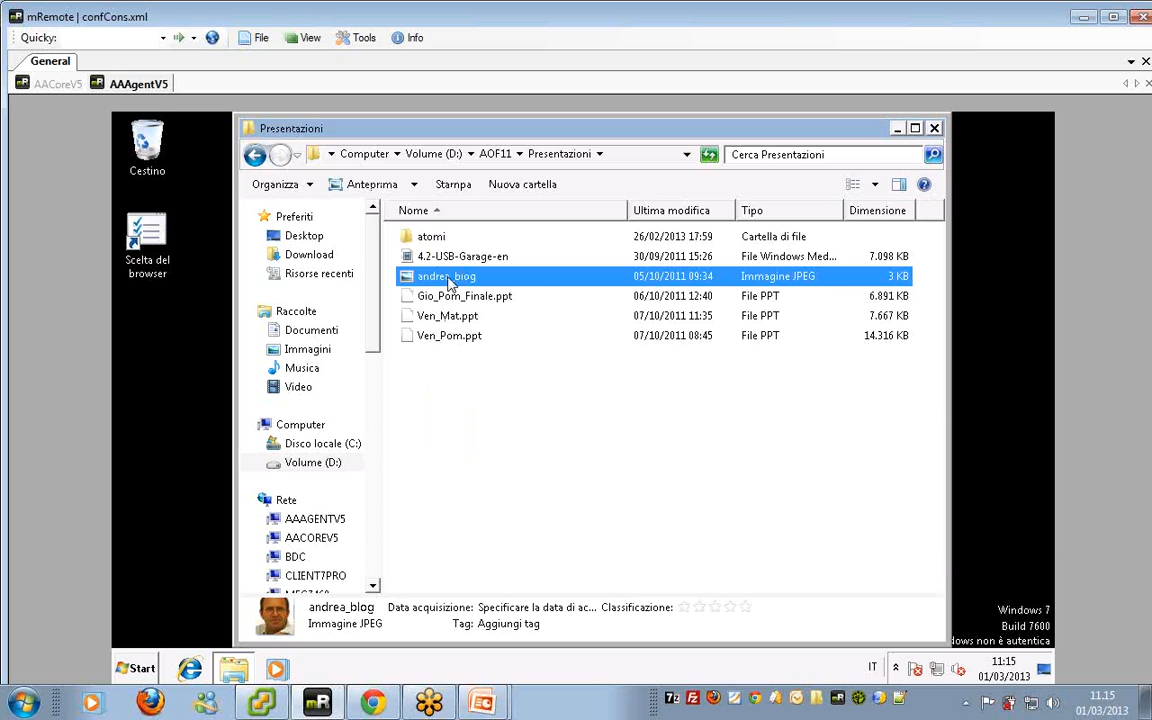 mRemote | confCons.xml
Quicky: File View Tools Info
General
AACoreV5 AAAgentV5
Cestino
Scelta del
browser
Presentazioni
Computer Volume (D:) AOF11 Presentazioni Cerca Presentazioni
Organizza Anteprima Stampa Nuova cartella
Nome Ultima modifica Tipo Dimensione
atomi 26/02/2013 17:59 Cartella di file
4.2-USB-Garage-en 30/09/2011 15:26 File Windows Med... 7.098 KB
andrea_blog 05/10/2011 09:34 Immagine JPEG 3 KB
Gio_Pom_Finale.ppt 06/10/2011 12:40 File PPT 6.891 KB
Ven_Mat.ppt 07/10/2011 11:35 File PPT 7.667 KB
Ven_Pom.ppt 07/10/2011 08:45 File PPT 14.316 KB
Preferiti
Desktop
Download
Risorse recenti
Raccolte
Documenti
Immagini
Musica
Video
Computer
Disco locale (C:)
Volume (D:)
Rete
AAAGENTV5
AACOREV5
BDC
CLIENT7PRO
andrea_blog Data acquisizione: Specificare la data di ac... Classificazione:
Immagine JPEG Tag: Aggiungi tag
Windows 7
Build 7600
dows non è autentica
Start IT 11:15
01/03/2013
11.15
01/03/2013